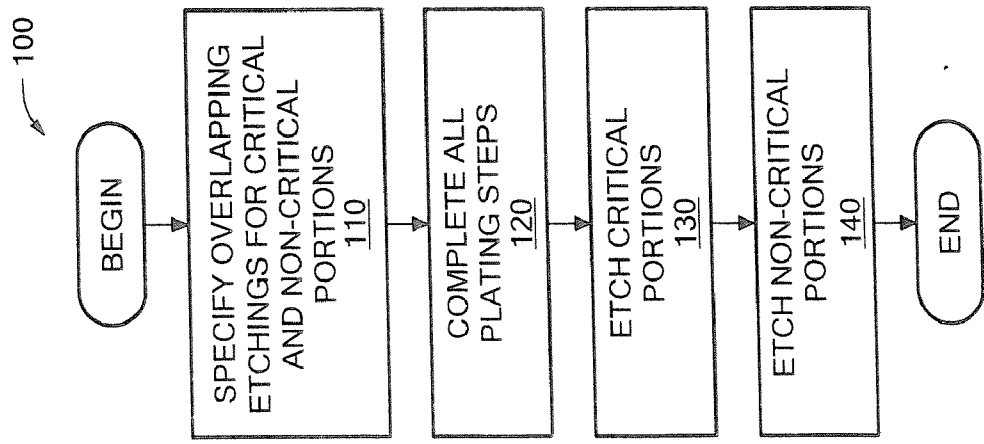 100
BEGIN
SPECIFY OVERLAPPING
ETCHINGS FOR CRITICAL
AND NON-CRITICAL
PORTIONS
110
COMPLETE ALL
PLATING STEPS
120
ETCH CRITICAL
PORTIONS
130
ETCH NON-CRITICAL
PORTIONS
140
END